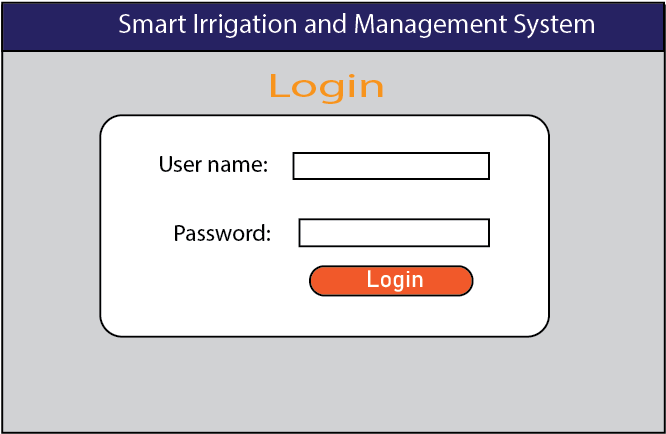 Smart Irrigation and Management System
Login
User name:
Password:
Login